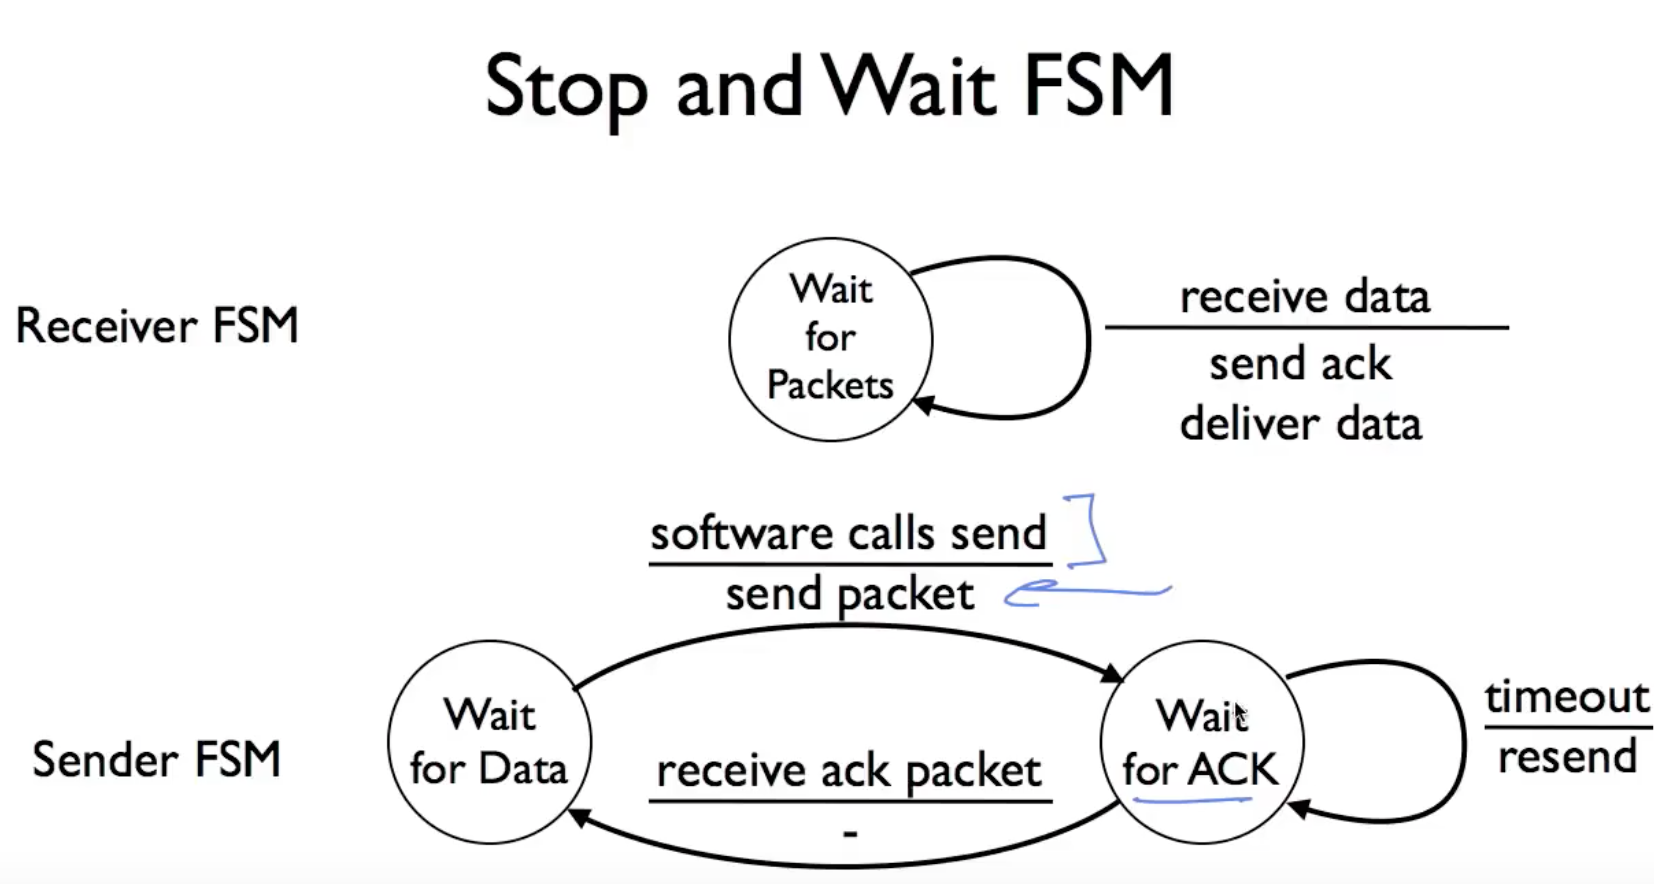 Stop and Wait FSM
Receiver FSM
Wait
for
Packets
receive data
send ack
deliver data
software calls send
send packet
Sender FSM
Wait
for Data
receive ack packet
-
Wait
for ACK
timeout
resend